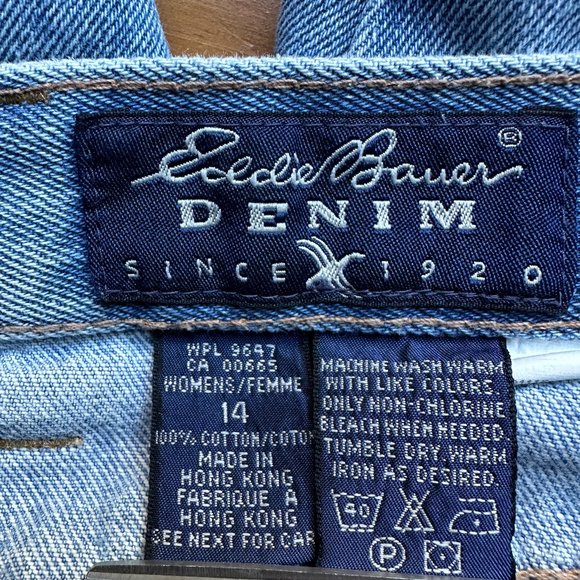 Eddie Bauer®
DENIM
SINCE 1920
WPL 9647
CA 00665
WOMENS/FEMME
14
100% COTTON/COTON
MADE IN
HONG KONG
FABRIQUE À
HONG KONG
SEE NEXT FOR CAR
MACHINE WASH WARM
WITH LIKE COLORS.
ONLY NON-CHLORINE
BLEACH WHEN NEEDED.
TUMBLE DRY, WARM
IRON AS DESIRED.
40
P